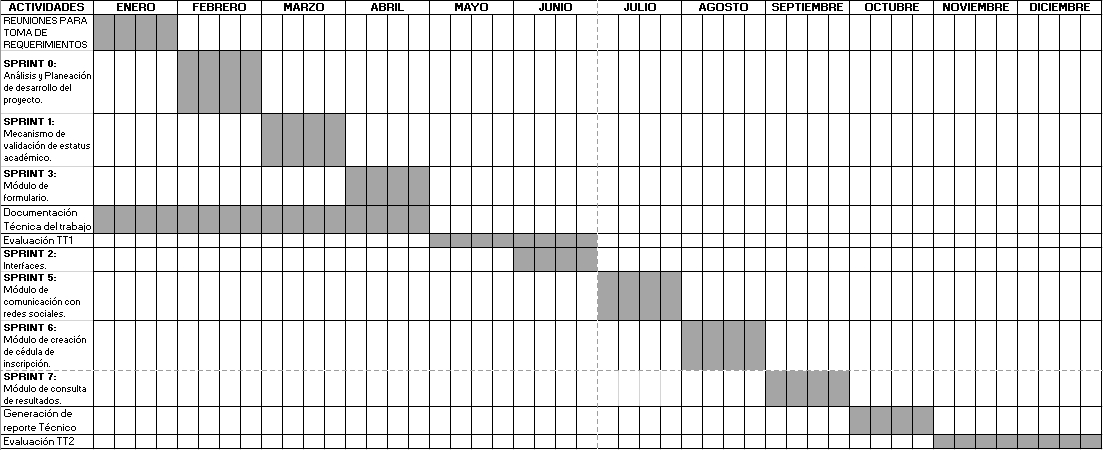 ACTIVIDADES ENERO FEBRERO MARZO ABRIL MAYO JUNIO JULIO AGOSTO SEPTIEMBRE OCTUBRE NOVIEMBRE DICIEMBRE
REUNIONES PARA
TOMA DE
REQUERIMIENTOS
SPRINT 0:
Análisis y Planeación
de desarrollo del
proyecto.
SPRINT 1:
Mecanismo de
validación de estatus
académico.
SPRINT 3:
Módulo de
formulario.
Documentación
Técnica del trabajo
Evaluación TT1
SPRINT 2:
Interfaces.
SPRINT 5:
Módulo de
comunicación con
redes sociales.
SPRINT 6:
Módulo de creación
de cédula de
inscripción.
SPRINT 7:
Módulo de consulta
de resultados.
Generación de
reporte Técnico
Evaluación TT2